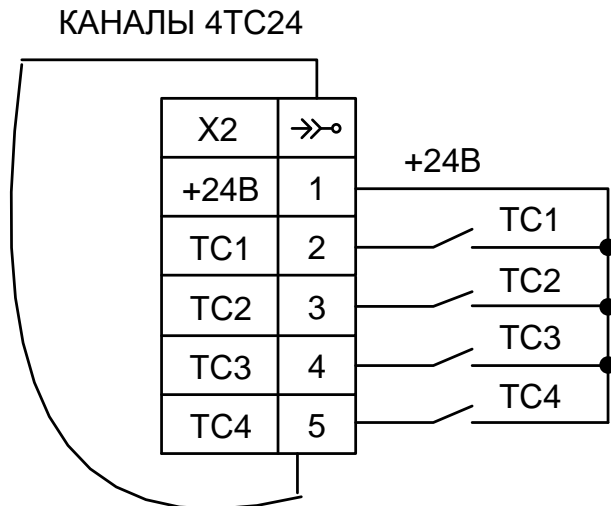 КАНАЛЫ 4ТС24
X2
+24В
+24В 1
ТС1 2 ТС1
ТС2 3 ТС2
ТС3 4 ТС3
ТС4 5 ТС4